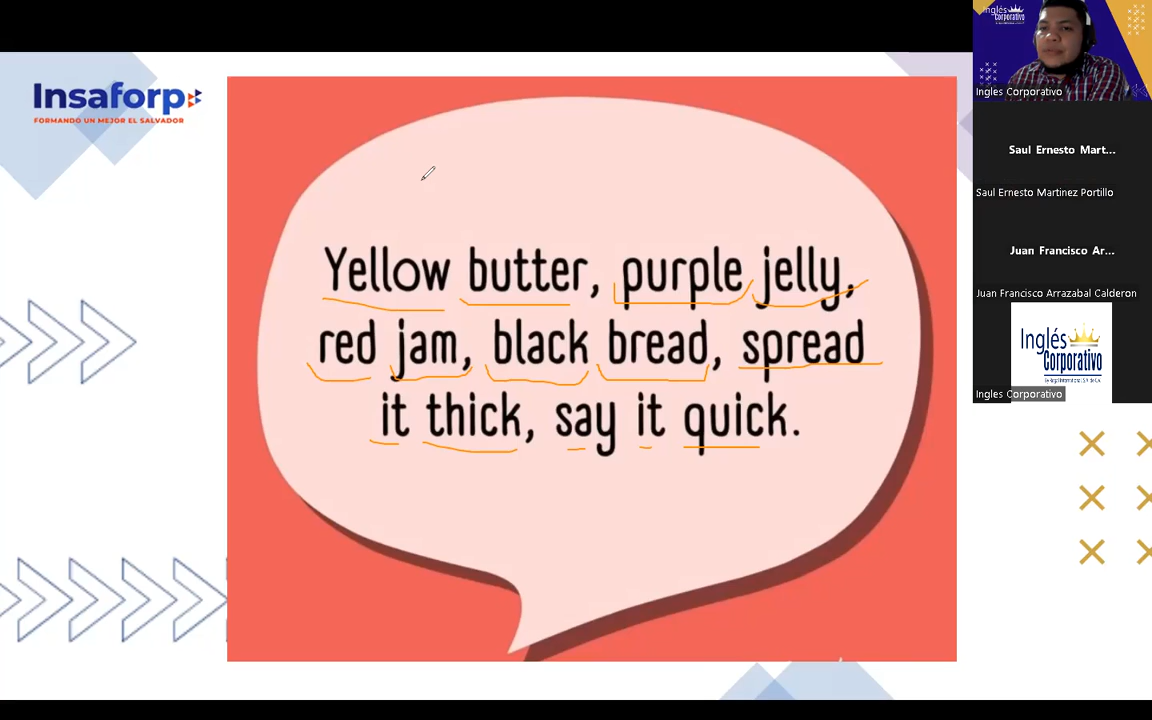 Insaforp
FORMANDO UN MEJOR EL SALVADOR
Yellow butter, purple jelly,
red jam, black bread, spread
it thick, say it quick.
Inglés
Corporativo
Ingles Corporativo
Saul Ernesto Mart...
Saul Ernesto Martinez Portillo
Juan Francisco Ar...
Juan Francisco Arrazabal Calderon
Inglés
Corporativo
Ingles Corporativo